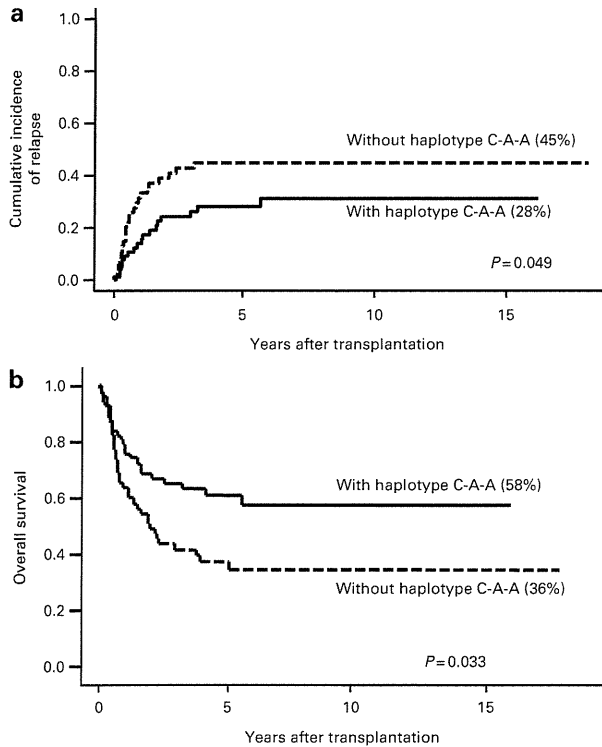 a
Cumulative incidence
of relapse
1.0
0.8
0.6
0.4
0.2
0.0
Without haplotype C-A-A (45%)
With haplotype C-A-A (28%)
P=0.049
0 5 10 15
Years after transplantation
b
Overall survival
1.0
0.8
0.6
0.4
0.2
0.0
With haplotype C-A-A (58%)
Without haplotype C-A-A (36%)
P=0.033
0 5 10 15
Years after transplantation